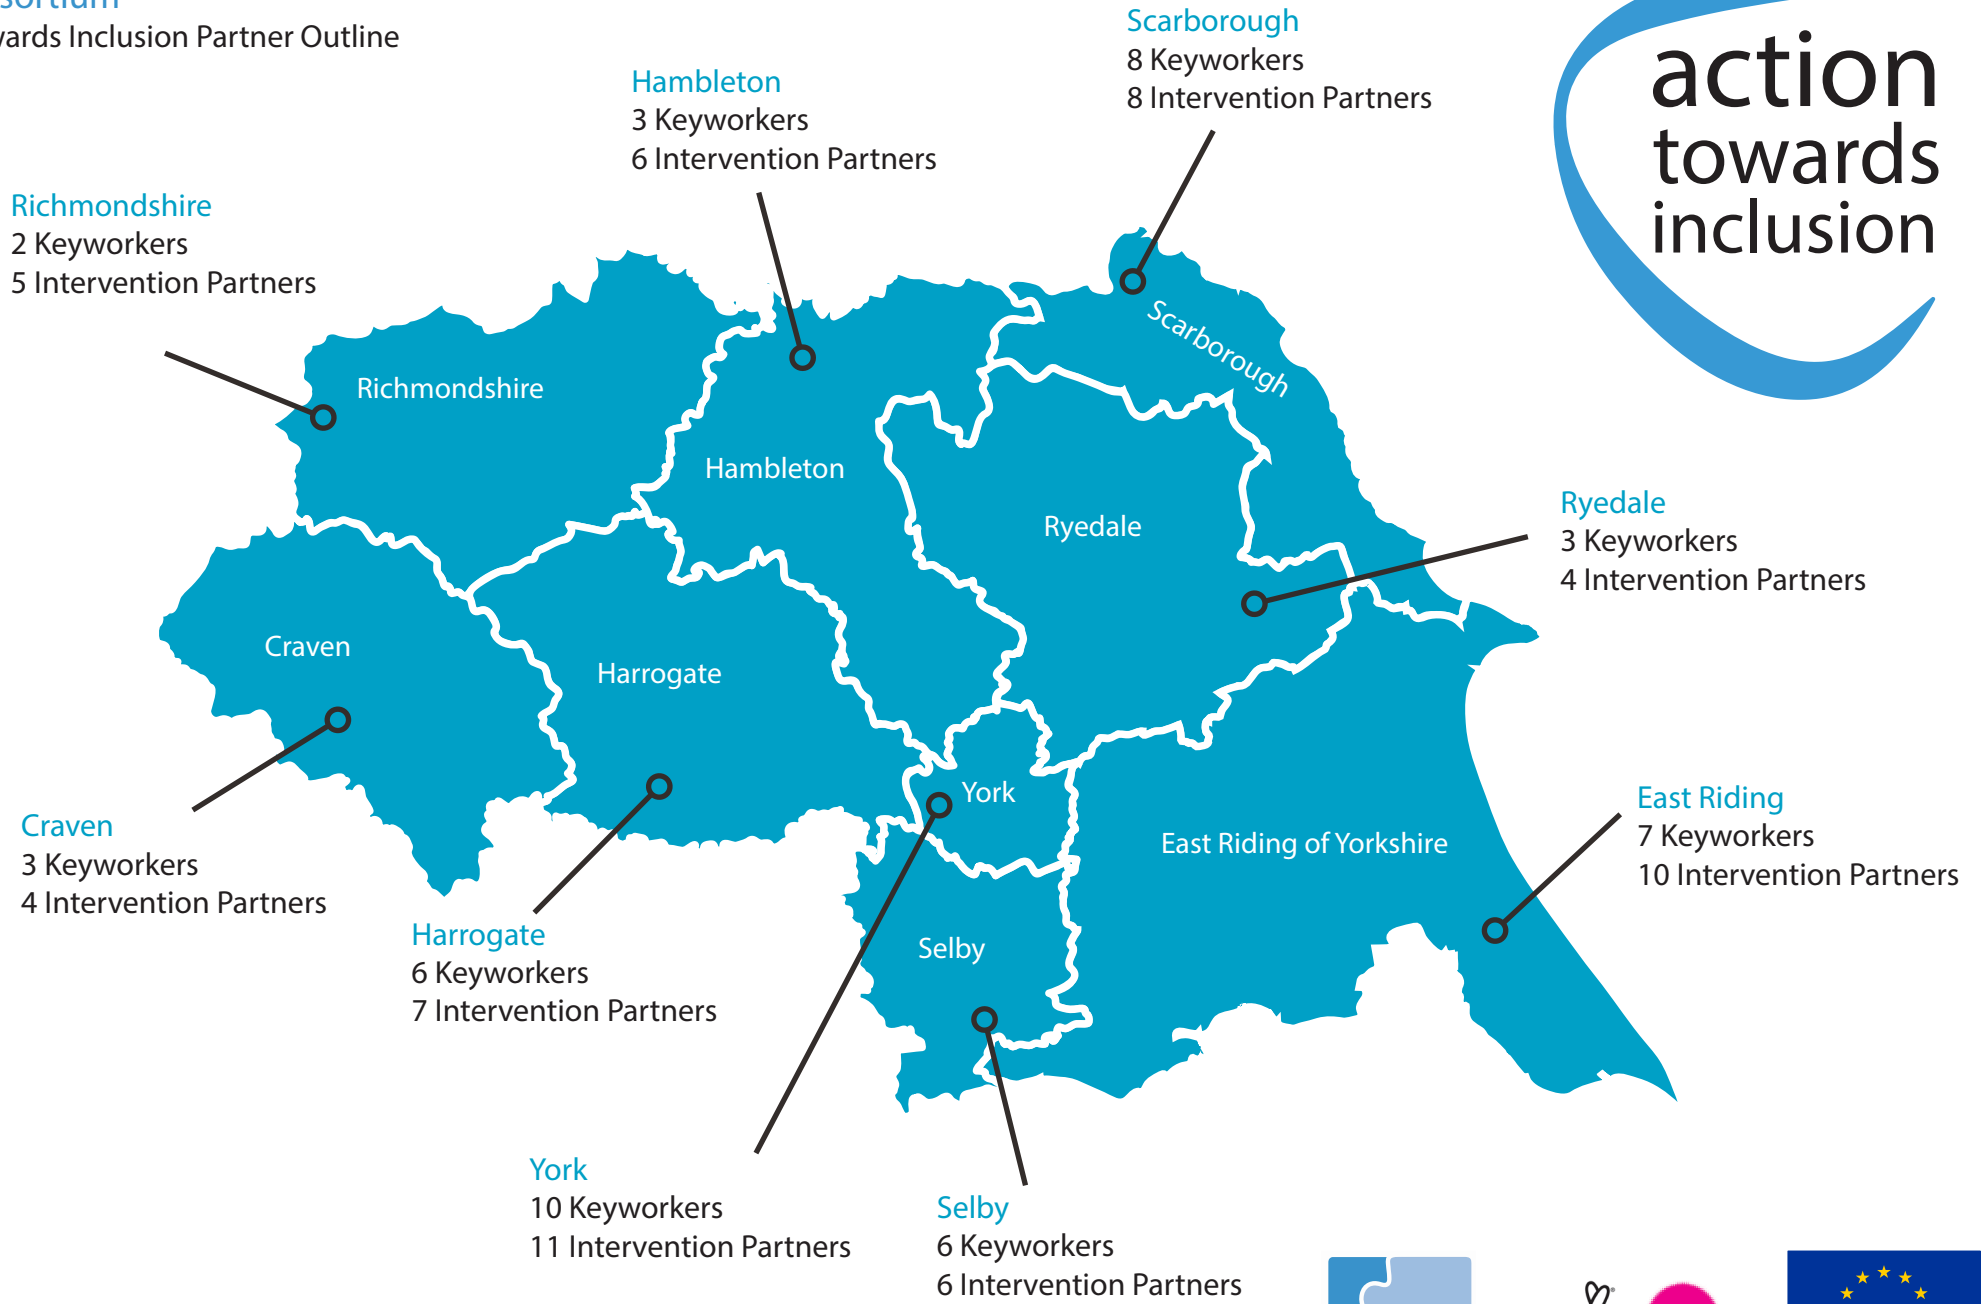 wards Inclusion Partner Outline
Scarborough
8 Keyworkers
8 Intervention Partners
action
towards
inclusion
Hambleton
3 Keyworkers
6 Intervention Partners
Richmondshire
2 Keyworkers
5 Intervention Partners
Scarborough
Richmondshire
Hambleton
Ryedale
Ryedale
3 Keyworkers
4 Intervention Partners
Craven
Harrogate
York
East Riding of Yorkshire
East Riding
7 Keyworkers
10 Intervention Partners
Craven
3 Keyworkers
4 Intervention Partners
Harrogate
6 Keyworkers
7 Intervention Partners
Selby
York
10 Keyworkers
11 Intervention Partners
Selby
6 Keyworkers
6 Intervention Partners